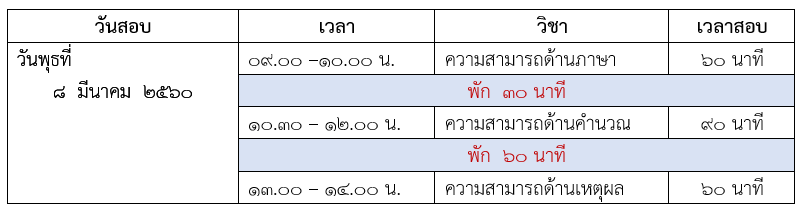 วันสอบ เวลา วิชา เวลาสอบ
วันพุธที่ ๐๙.๐๐ –๑๐.๐๐ น. ความสามารถด้านภาษา ๖๐ นาที
๘ มีนาคม ๒๕๖๐ พัก ๓๐ นาที
๑๐.๓๐ – ๑๒.๐๐ น. ความสามารถด้านคำนวณ ๙๐ นาที
พัก ๖๐ นาที
๑๓.๐๐ – ๑๔.๐๐ น. ความสามารถด้านเหตุผล ๖๐ นาที